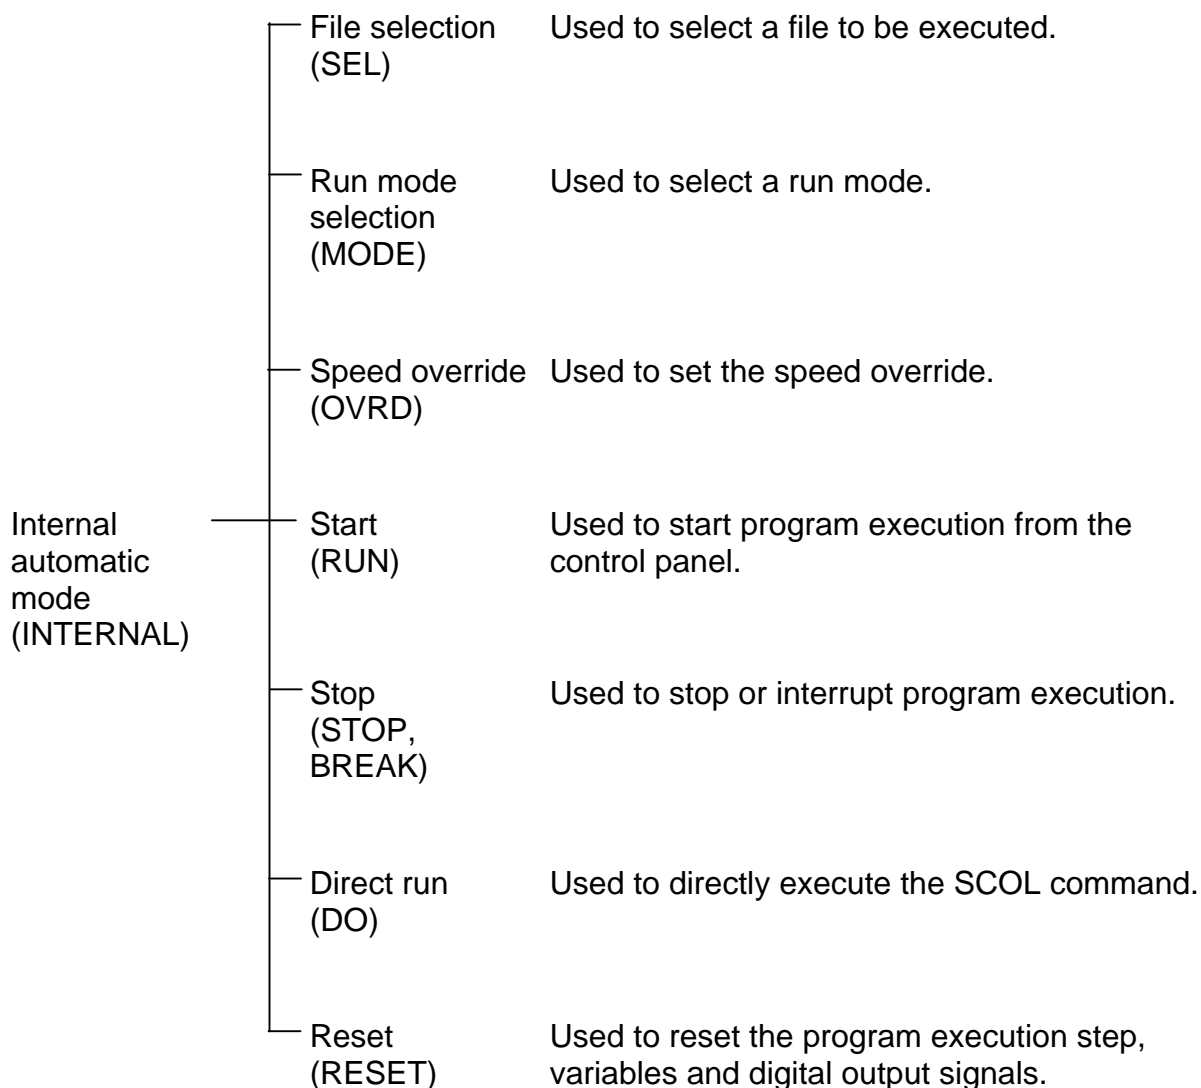 File selection Used to select a file to be executed.
(SEL)
Run mode Used to select a run mode.
selection
(MODE)
Speed override Used to set the speed override.
(OVRD)
Internal Start Used to start program execution from the
automatic (RUN) control panel.
mode
(INTERNAL)
Stop Used to stop or interrupt program execution.
(STOP,
BREAK)
Direct run Used to directly execute the SCOL command.
(DO)
Reset Used to reset the program execution step,
(RESET) variables and digital output signals.